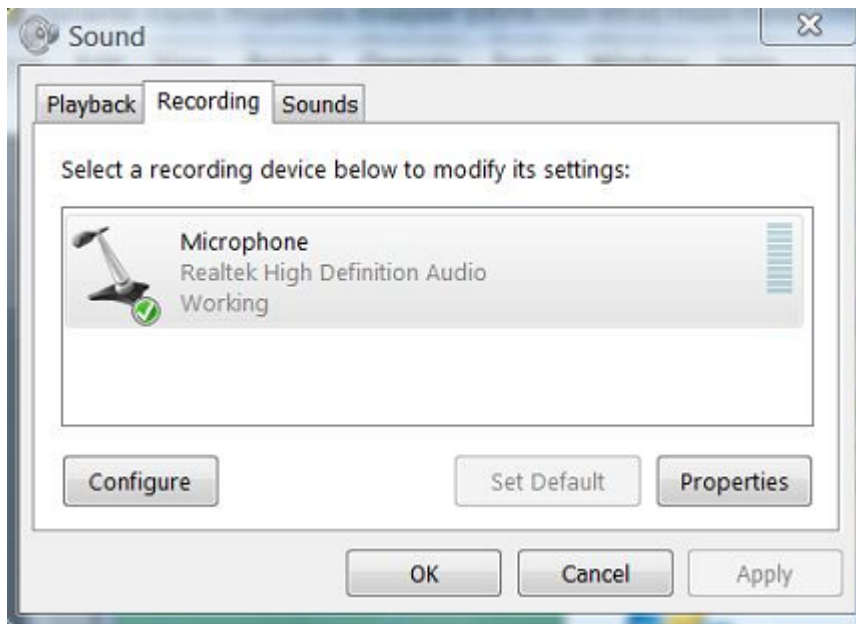 Sound
Playback Recording Sounds
Select a recording device below to modify its settings:
Microphone
Realtek High Definition Audio
Working
Configure Set Default Properties
OK Cancel Apply